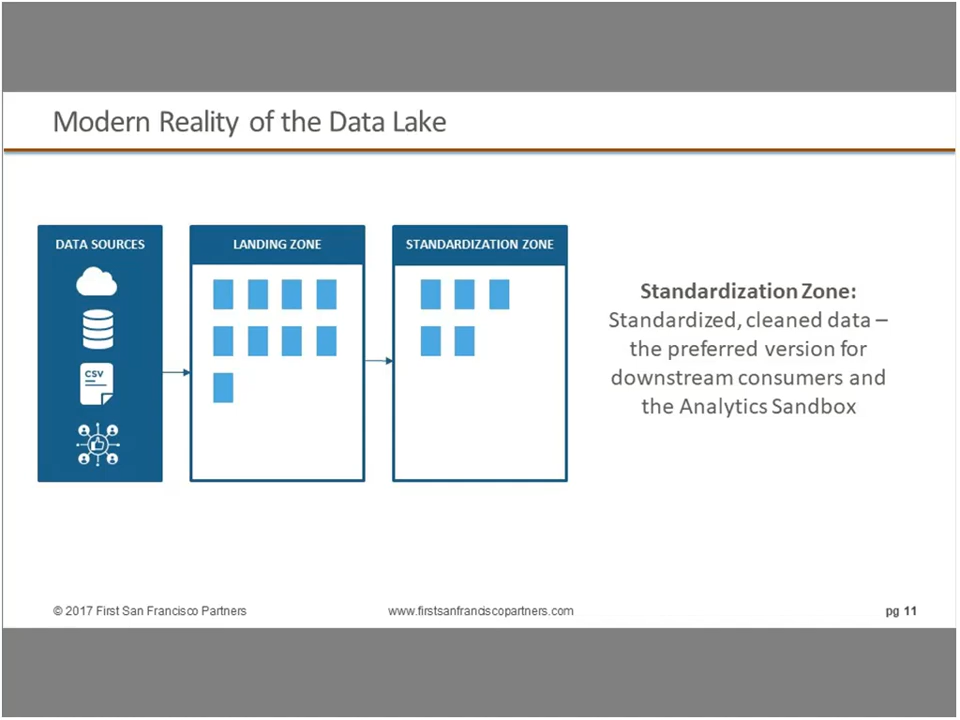 Modern Reality of the Data Lake
DATA SOURCES
CSV
LANDING ZONE
STANDARDIZATION ZONE
Standardization Zone:
Standardized, cleaned data –
the preferred version for
downstream consumers and
the Analytics Sandbox
© 2017 First San Francisco Partners
www.firstsanfranciscopartners.com
pg 11